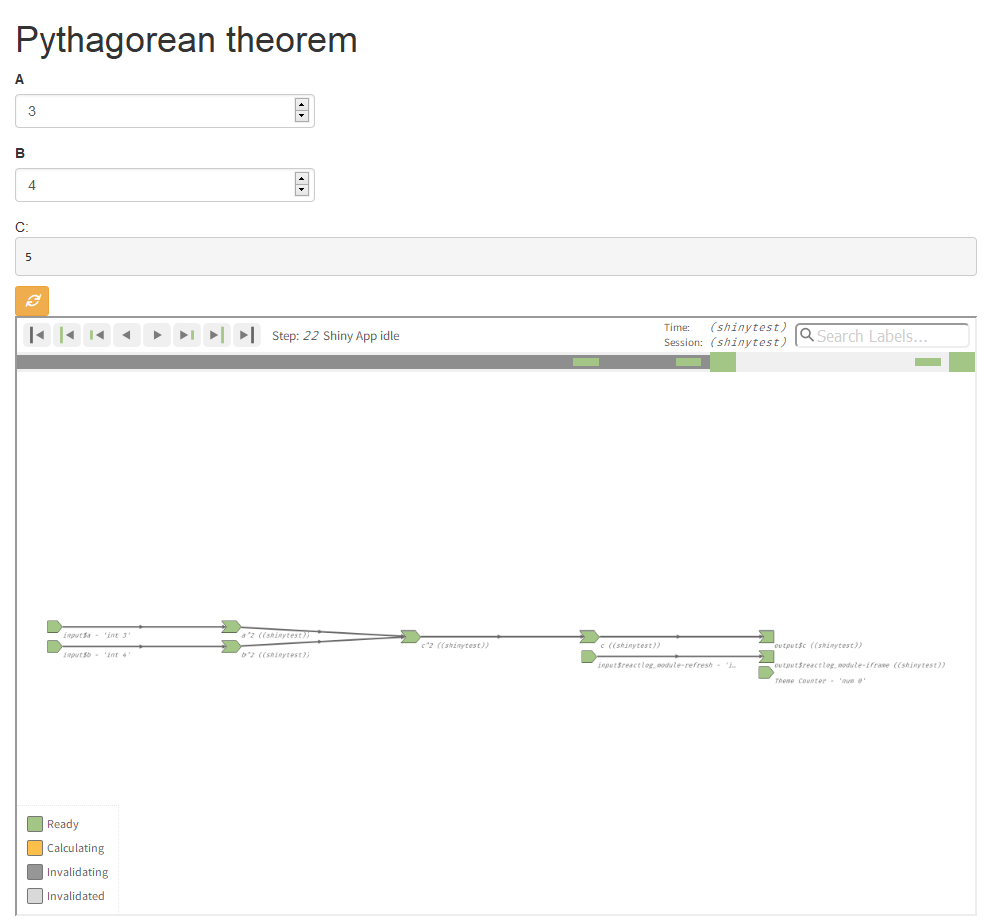 Pythagorean theorem
A
3
B
4
C:
5
Step: 22 Shiny App idle
Time: (shinytest)
Session: (shinytest)
Search Labels...
input$a - 'int 3'
a^2 ((shinytest))
input$b - 'int 4'
b^2 ((shinytest))
c^2 ((shinytest))
c ((shinytest))
output$c ((shinytest))
input$reactlog_module-refresh - 'i…
output$reactlog_module-iframe ((shinytest))
Theme Counter - 'num 0'
Ready
Calculating
Invalidating
Invalidated